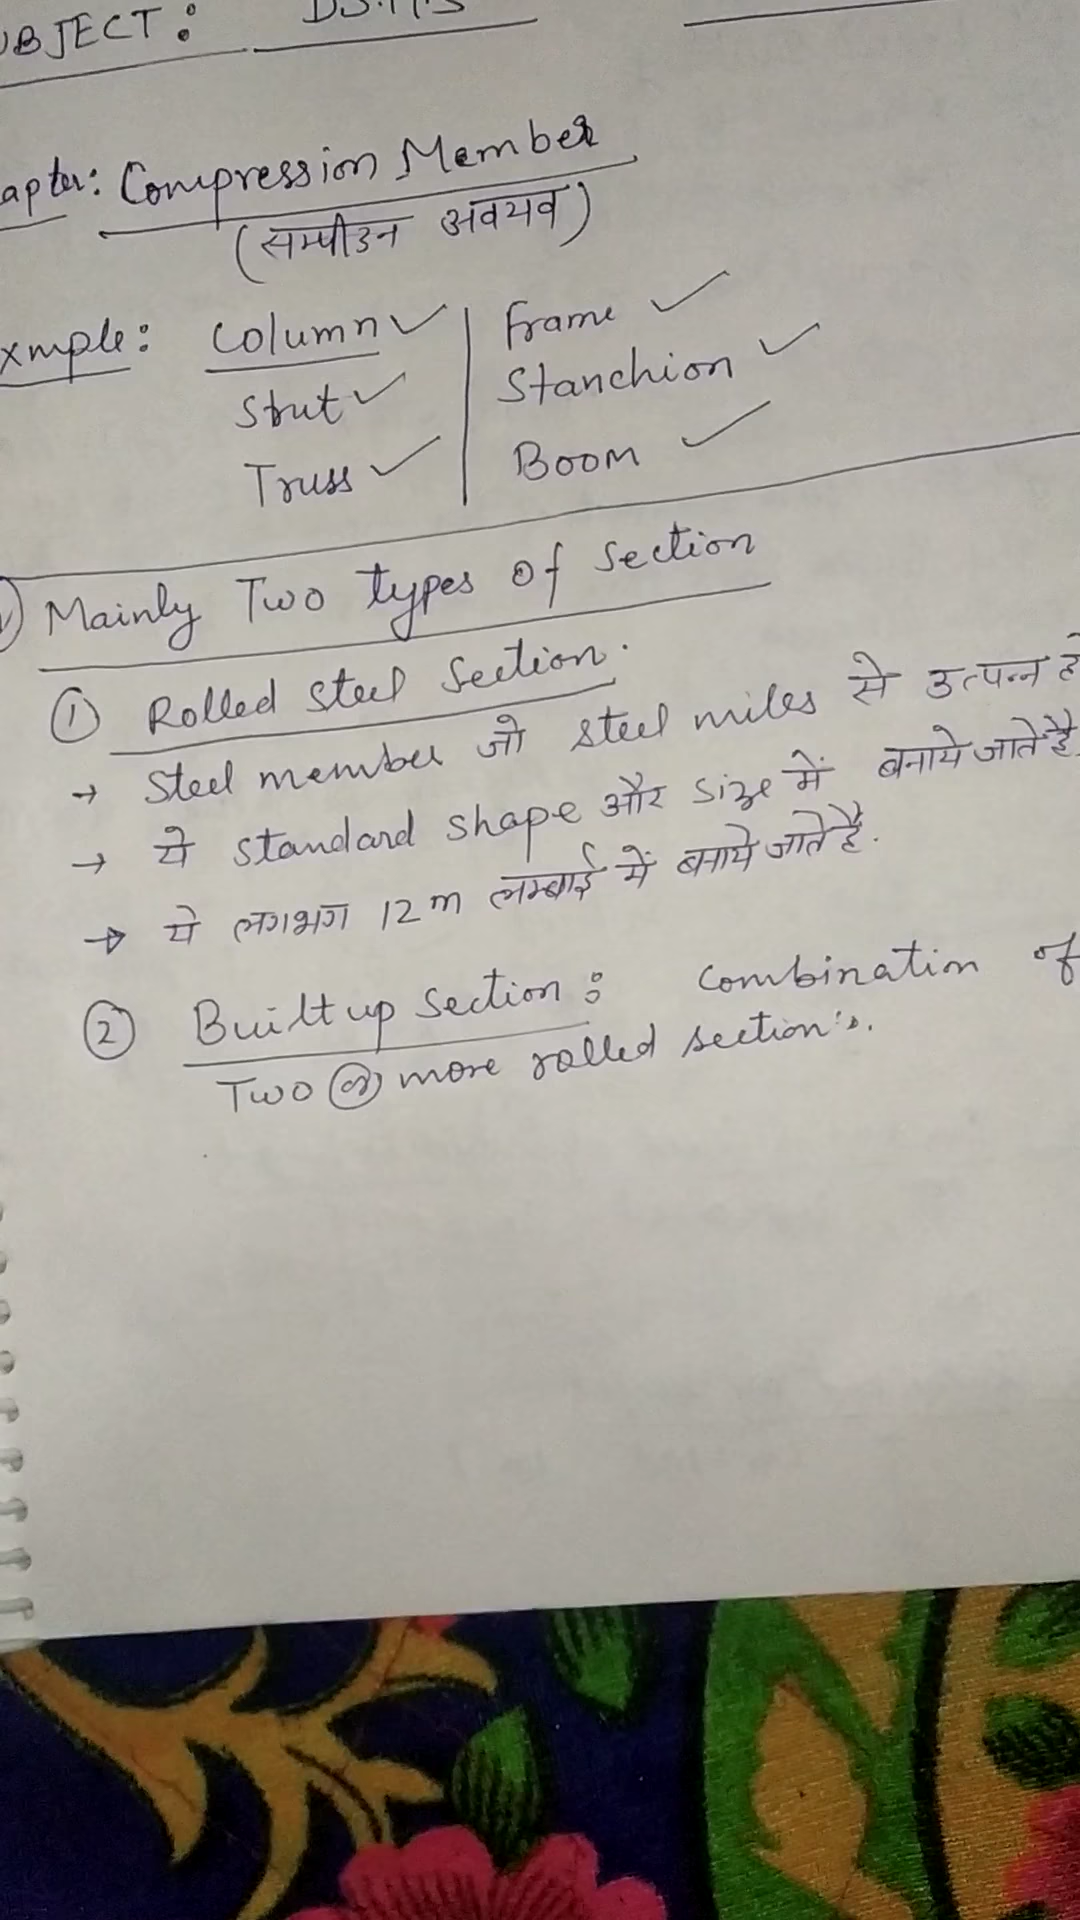 UBJECT:
apter: Compression Member
(सम्पीडन अवयव)
xmple: Column ✓ | Frame ✓
Strut ✓ | Stanchion ✓
Truss ✓ | Boom ✓
Mainly Two types of Section
① Rolled Steel Section.
→ Steel member जो steel miles से उत्पन्न हो
→ ये standard shape और size में बनाये जाते है.
→ ये लगभग 12m लम्बाई में बनाये जाते है.
② Built up Section: Combination of
Two or more rolled section's.